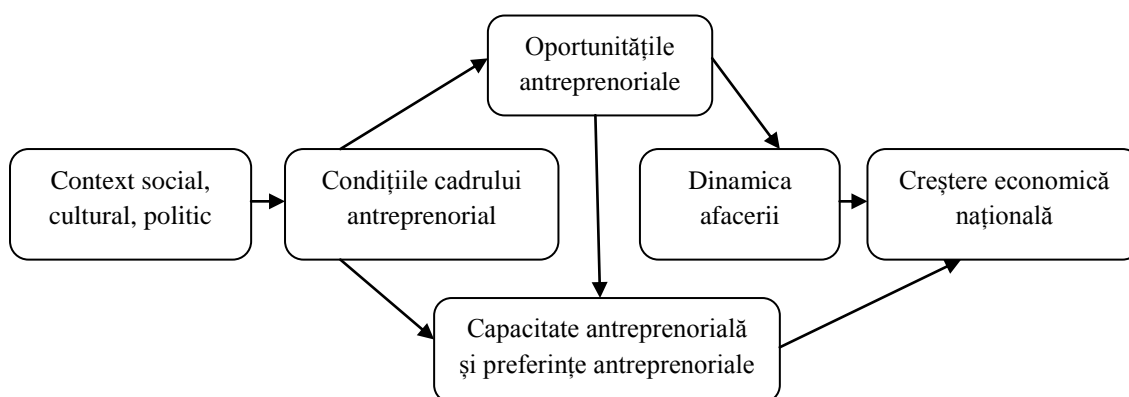 Oportunitățile
antreprenoriale
Context social,
cultural, politic
Condițiile cadrului
antreprenorial
Dinamica
afacerii
Creștere economică
națională
Capacitate antreprenorială
și preferințe antreprenoriale